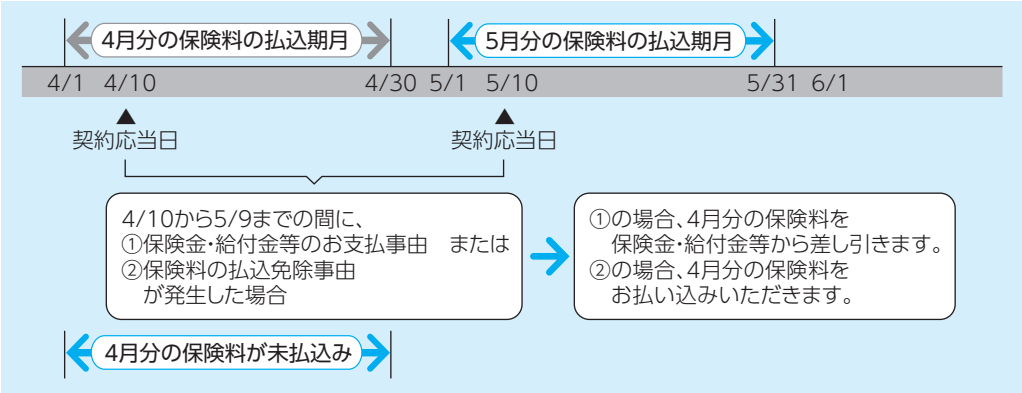 4月分の保険料の払込期月
5月分の保険料の払込期月
4/1 4/10 4/30 5/1 5/10 5/31 6/1
契約応当日
契約応当日
4/10から5/9までの間に、
①保険金・給付金等のお支払事由　または
②保険料の払込免除事由
が発生した場合
①の場合、4月分の保険料を
保険金・給付金等から差し引きます。
②の場合、4月分の保険料を
お払い込みいただきます。
4月分の保険料が未払込み